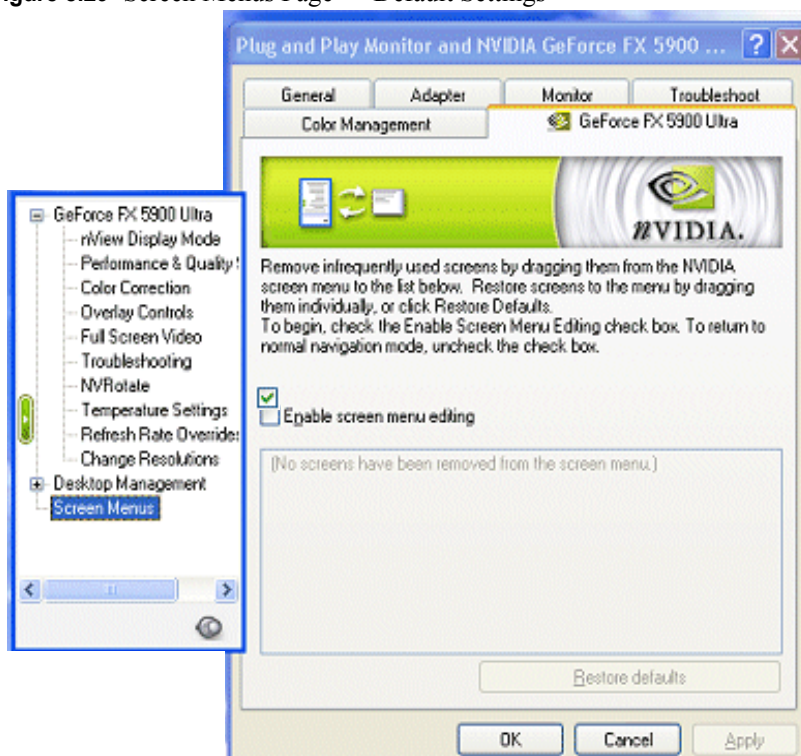 Screen Menus Page — Default Settings
Plug and Play Monitor and NVIDIA GeForce FX 5900 ...
General
Adapter
Monitor
Troubleshoot
Color Management
GeForce FX 5900 Ultra
NVIDIA.
GeForce FX 5900 Ultra
nView Display Mode
Performance & Quality
Color Correction
Overlay Controls
Full Screen Video
Troubleshooting
NVRotate
Temperature Settings
Refresh Rate Override
Change Resolutions
Desktop Management
Screen Menus
Remove infrequently used screens by dragging them from the NVIDIA
screen menu to the list below. Restore screens to the menu by dragging
them individually, or click Restore Defaults.
To begin, check the Enable Screen Menu Editing check box. To return to
normal navigation mode, uncheck the check box.
Enable screen menu editing
(No screens have been removed from the screen menu.)
Restore defaults
OK
Cancel
Apply